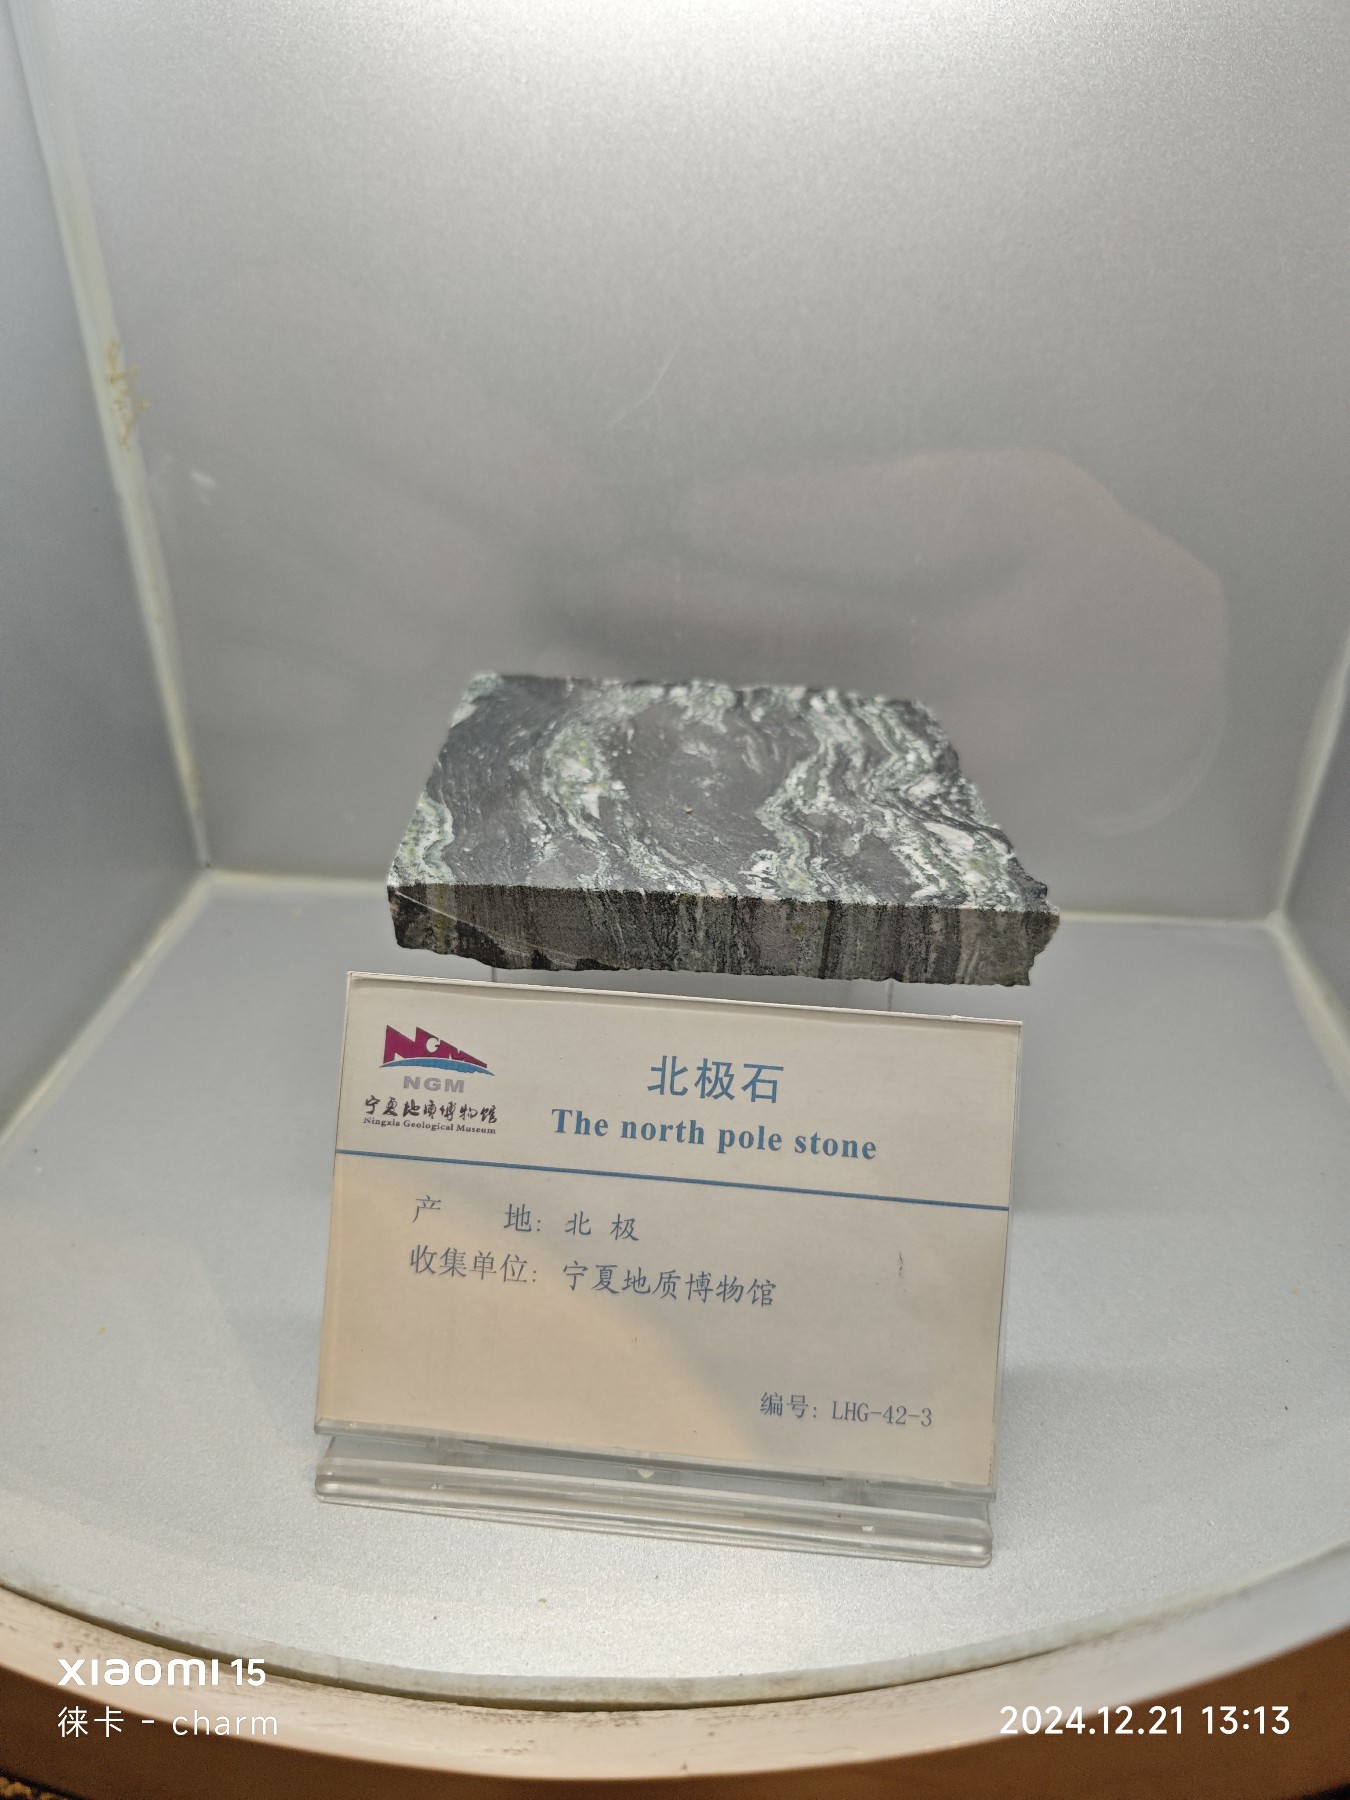 NGM
宁夏地质博物馆
Ningxia Geological Museum
北极石
The north pole stone
产 地: 北 极
收集单位: 宁夏地质博物馆
编号: LHG-42-3
xiaomi 15
徕卡 - charm
2024.12.21 13:13